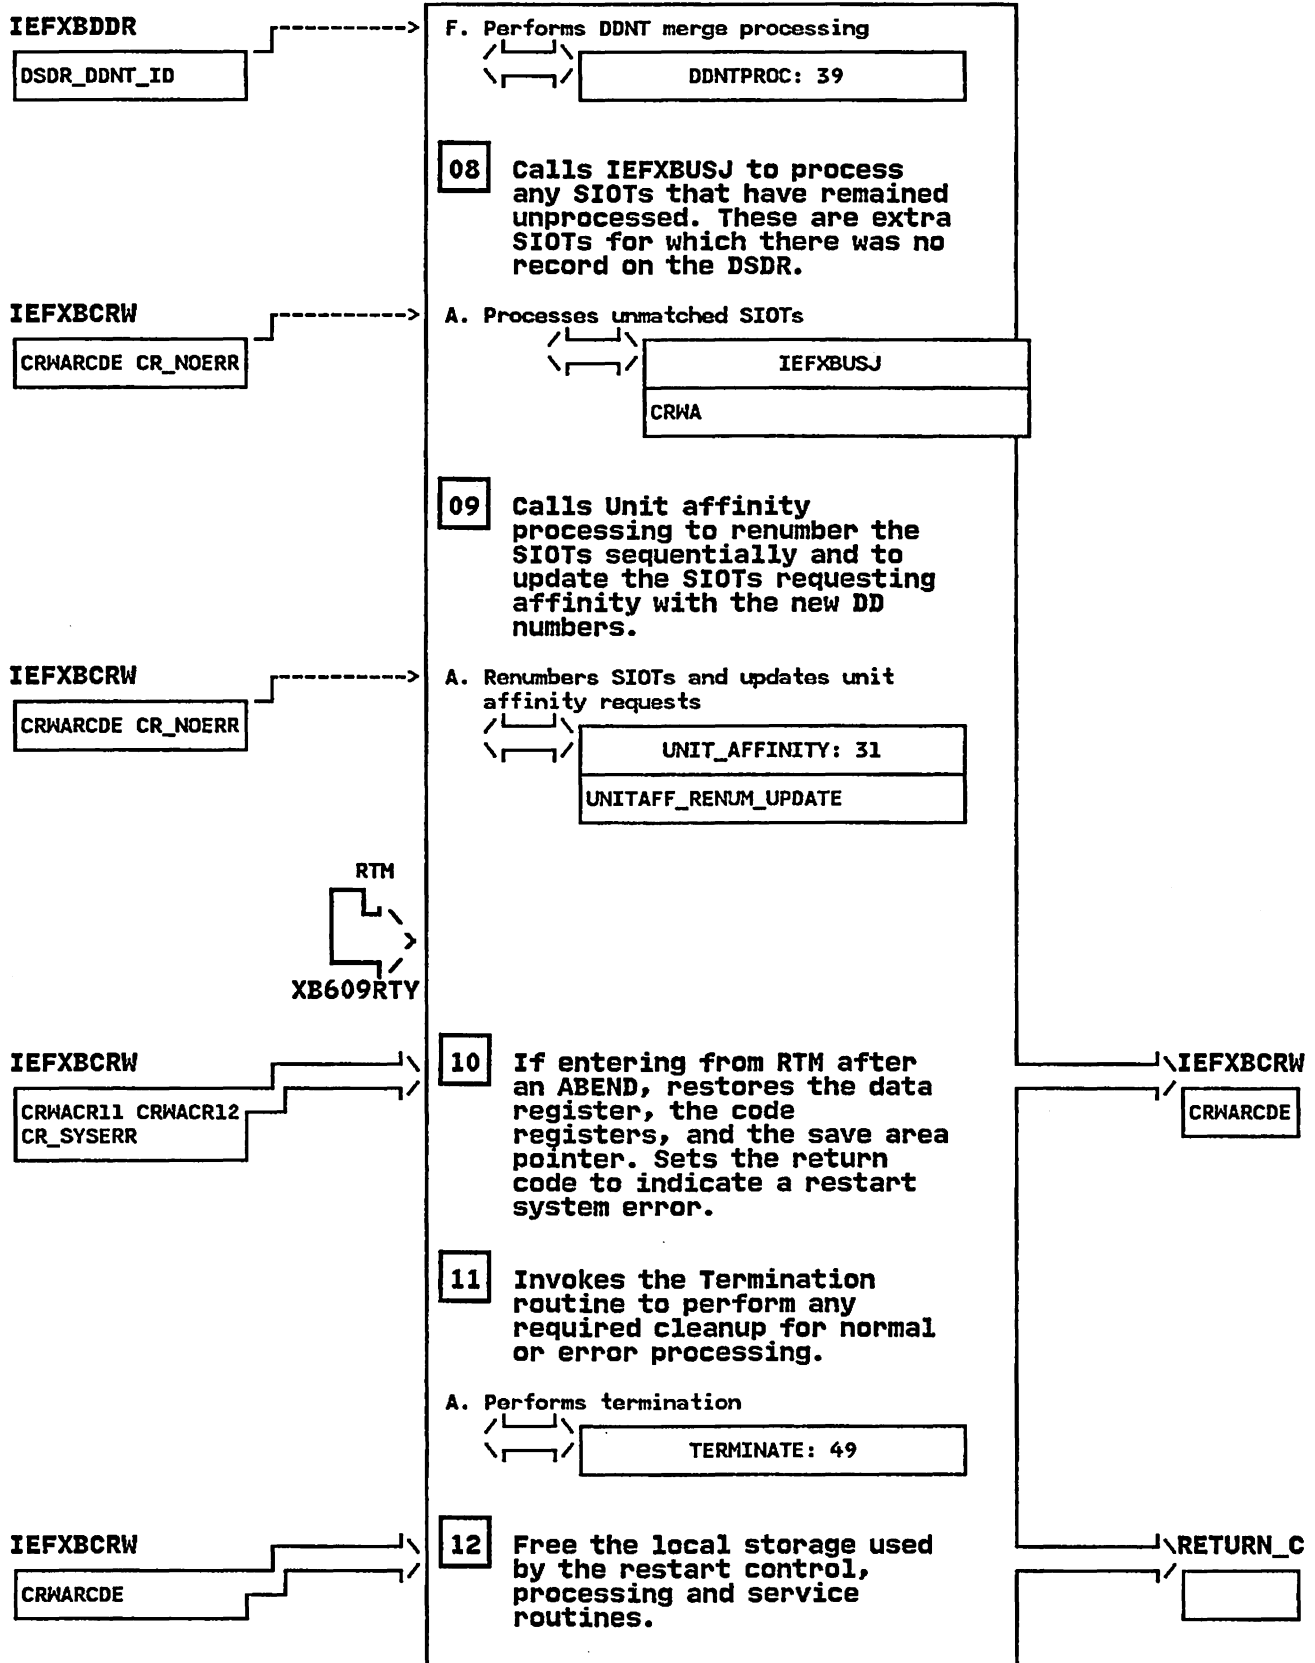 IEFXBDDR
F. Performs DDNT merge processing
DSDR_DDNT_ID
DDNTPROC: 39
08 Calls IEFXBUSJ to process
any SIOTs that have remained
unprocessed. These are extra
SIOTs for which there was no
record on the DSDR.
IEFXBCRW
A. Processes unmatched SIOTs
CRWARCDE CR_NOERR
IEFXBUSJ
CRWA
09 Calls Unit affinity
processing to renumber the
SIOTs sequentially and to
update the SIOTs requesting
affinity with the new DD
numbers.
IEFXBCRW
A. Renumbers SIOTs and updates unit
affinity requests
CRWARCDE CR_NOERR
UNIT_AFFINITY: 31
UNITAFF_RENUM_UPDATE
RTM
XB609RTY
IEFXBCRW
CRWACR11 CRWACR12
CR_SYSERR
10 If entering from RTM after
an ABEND, restores the data
register, the code
registers, and the save area
pointer. Sets the return
code to indicate a restart
system error.
IEFXBCRW
CRWARCDE
11 Invokes the Termination
routine to perform any
required cleanup for normal
or error processing.
A. Performs termination
TERMINATE: 49
IEFXBCRW
CRWARCDE
12 Free the local storage used
by the restart control,
processing and service
routines.
RETURN_C